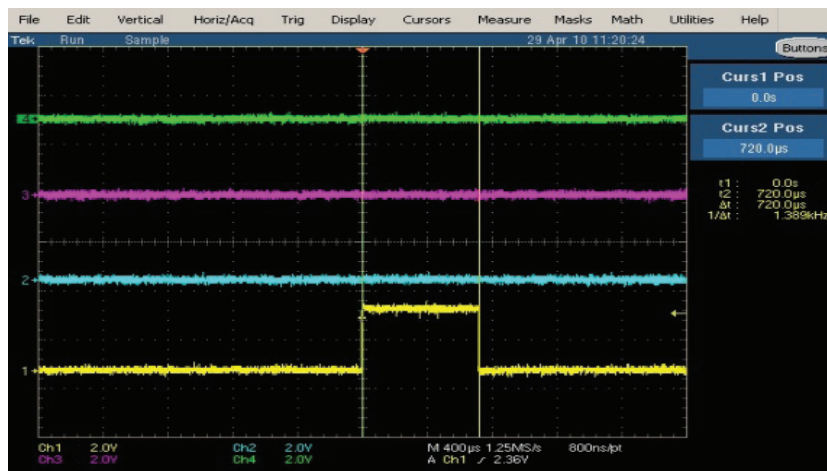 File Edit Vertical Horiz/Acq Trig Display Cursors Measure Masks Math Utilities Help
Tek Run Sample 29 Apr 10 11:20:24 Buttons
Curs1 Pos
0.0s
Curs2 Pos
720.0µs
t1 : 0.0s
t2 : 720.0µs
Δt : 720.0µs
1/Δt : 1.389kHz
4
3
2
1
Ch1 2.0V Ch2 2.0V M 400µs 1.25MS/s 800ns/pt
Ch3 2.0V Ch4 2.0V A Ch1 ∕ 2.36V